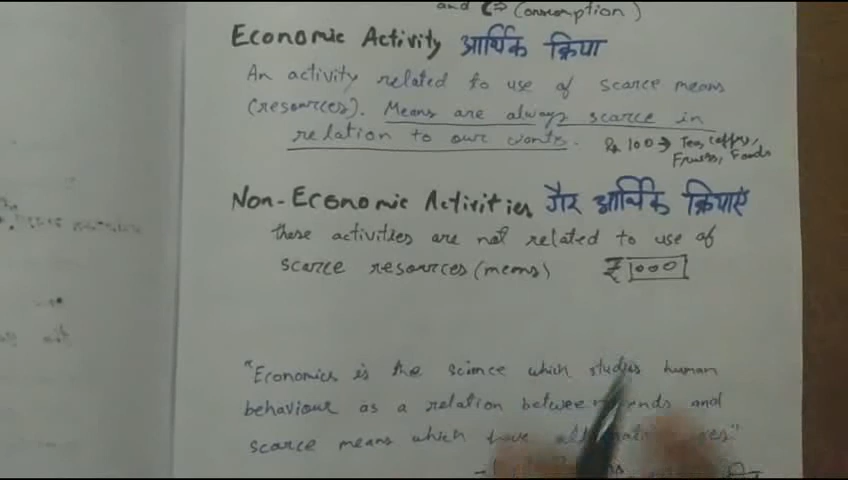 and C⇒ (consumption)
Economic Activity आर्थिक क्रिया
An activity related to use of scarce means
(resources). Means are always scarce in
relation to our wants. Rs 100 → Tea, Coffee,
Fruits, Foods
Non-Economic Activities गैर आर्थिक क्रियाएं
these activities are not related to use of
scarce resources (means) ₹ 1000
"Economics is the science which studies human
behaviour as a relation between ends and
scarce means which have uses"